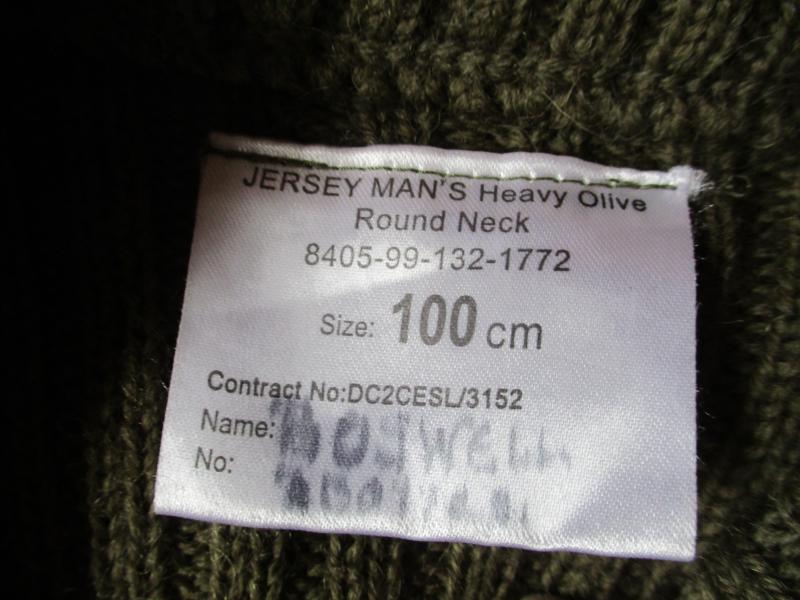 JERSEY MAN'S Heavy Olive
Round Neck
8405-99-132-1772
Size: 100 cm
Contract No:DC2CESL/3152
Name: BOSWELL
No: